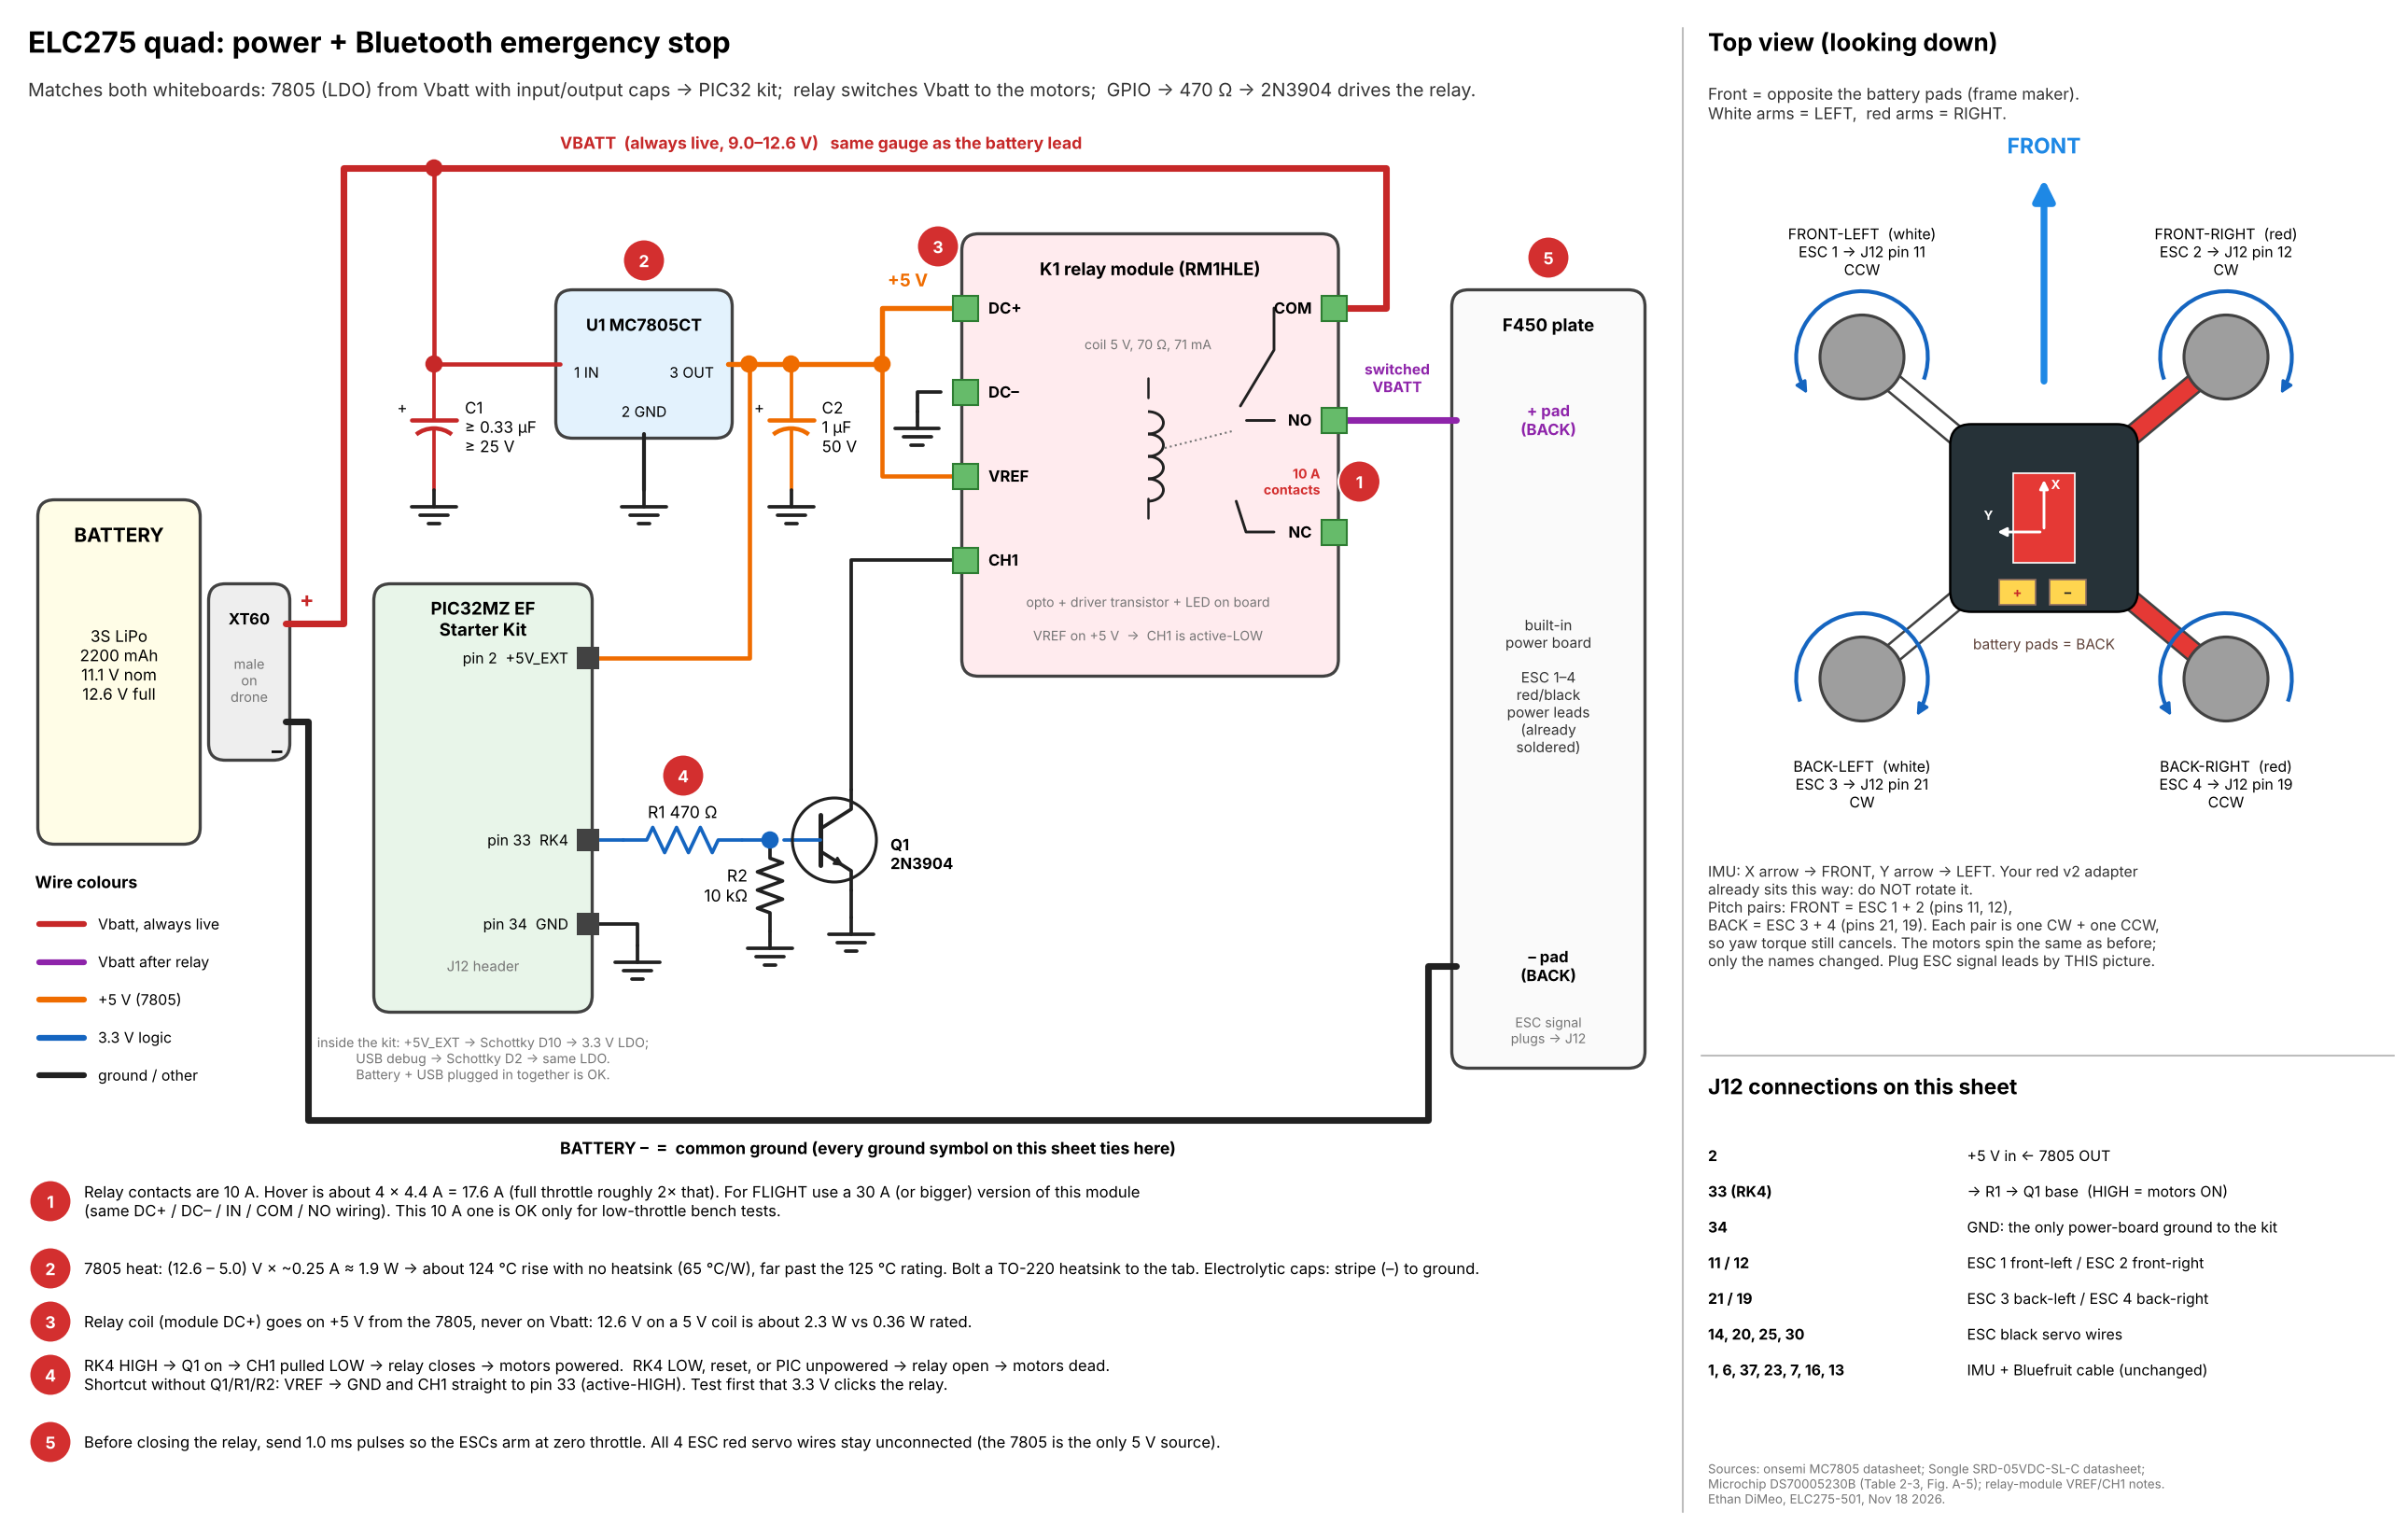 ELC275 quad: power + Bluetooth emergency stop
Matches both whiteboards: 7805 (LDO) from Vbatt with input/output caps → PIC32 kit;  relay switches Vbatt to the motors;  GPIO → 470 Ω → 2N3904 drives the relay.
VBATT  (always live, 9.0–12.6 V)   same gauge as the battery lead
2
U1 MC7805CT
1 IN
3 OUT
2 GND
+
C1
≥ 0.33 µF
≥ 25 V
+
C2
1 µF
50 V
3
+5 V
K1 relay module (RM1HLE)
DC+
COM
coil 5 V, 70 Ω, 71 mA
DC–
NO
VREF
10 A
contacts
1
NC
CH1
opto + driver transistor + LED on board
VREF on +5 V  →  CH1 is active-LOW
switched
VBATT
5
F450 plate
+ pad
(BACK)
built-in
power board
ESC 1–4
red/black
power leads
(already
soldered)
– pad
(BACK)
ESC signal
plugs → J12
BATTERY
3S LiPo
2200 mAh
11.1 V nom
12.6 V full
XT60
male
on
drone
+
–
PIC32MZ EF
Starter Kit
pin 2  +5V_EXT
pin 33  RK4
pin 34  GND
J12 header
4
R1 470 Ω
R2
10 kΩ
Q1
2N3904
inside the kit: +5V_EXT → Schottky D10 → 3.3 V LDO;
USB debug → Schottky D2 → same LDO.
Battery + USB plugged in together is OK.
Wire colours
Vbatt, always live
Vbatt after relay
+5 V (7805)
3.3 V logic
ground / other
BATTERY –  =  common ground (every ground symbol on this sheet ties here)
1
Relay contacts are 10 A. Hover is about 4 × 4.4 A = 17.6 A (full throttle roughly 2× that). For FLIGHT use a 30 A (or bigger) version of this module
(same DC+ / DC– / IN / COM / NO wiring). This 10 A one is OK only for low-throttle bench tests.
2
7805 heat: (12.6 – 5.0) V × ~0.25 A ≈ 1.9 W → about 124 °C rise with no heatsink (65 °C/W), far past the 125 °C rating. Bolt a TO-220 heatsink to the tab. Electrolytic caps: stripe (–) to ground.
3
Relay coil (module DC+) goes on +5 V from the 7805, never on Vbatt: 12.6 V on a 5 V coil is about 2.3 W vs 0.36 W rated.
4
RK4 HIGH → Q1 on → CH1 pulled LOW → relay closes → motors powered.  RK4 LOW, reset, or PIC unpowered → relay open → motors dead.
Shortcut without Q1/R1/R2: VREF → GND and CH1 straight to pin 33 (active-HIGH). Test first that 3.3 V clicks the relay.
5
Before closing the relay, send 1.0 ms pulses so the ESCs arm at zero throttle. All 4 ESC red servo wires stay unconnected (the 7805 is the only 5 V source).
Top view (looking down)
Front = opposite the battery pads (frame maker).
White arms = LEFT,  red arms = RIGHT.
FRONT
FRONT-LEFT  (white)
ESC 1 → J12 pin 11
CCW
FRONT-RIGHT  (red)
ESC 2 → J12 pin 12
CW
X
Y
+
–
battery pads = BACK
BACK-LEFT  (white)
ESC 3 → J12 pin 21
CW
BACK-RIGHT  (red)
ESC 4 → J12 pin 19
CCW
IMU: X arrow → FRONT, Y arrow → LEFT. Your red v2 adapter
already sits this way: do NOT rotate it.
Pitch pairs: FRONT = ESC 1 + 2 (pins 11, 12),
BACK = ESC 3 + 4 (pins 21, 19). Each pair is one CW + one CCW,
so yaw torque still cancels. The motors spin the same as before;
only the names changed. Plug ESC signal leads by THIS picture.
J12 connections on this sheet
2 +5 V in ← 7805 OUT
33 (RK4) → R1 → Q1 base  (HIGH = motors ON)
34 GND: the only power-board ground to the kit
11 / 12 ESC 1 front-left / ESC 2 front-right
21 / 19 ESC 3 back-left / ESC 4 back-right
14, 20, 25, 30 ESC black servo wires
1, 6, 37, 23, 7, 16, 13 IMU + Bluefruit cable (unchanged)
Sources: onsemi MC7805 datasheet; Songle SRD-05VDC-SL-C datasheet;
Microchip DS70005230B (Table 2-3, Fig. A-5); relay-module VREF/CH1 notes.
Ethan DiMeo, ELC275-501, Nov 18 2026.